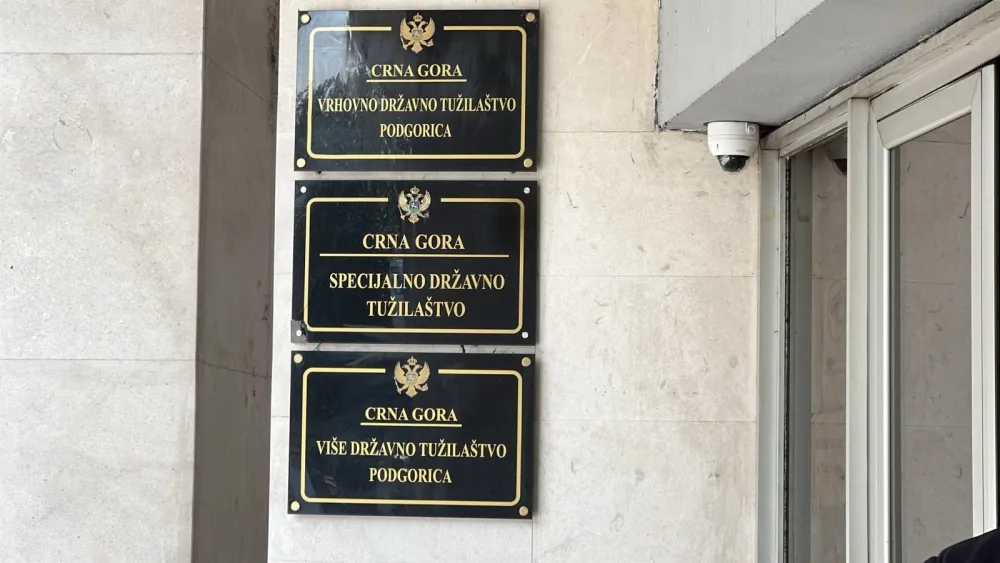 CRNA GORA
VRHOVNO DRŽAVNO TUŽILAŠTVO
PODGORICA
CRNA GORA
SPECIJALNO DRŽAVNO
TUŽILAŠTVO
CRNA GORA
VIŠE DRŽAVNO TUŽILAŠTVO
PODGORICA